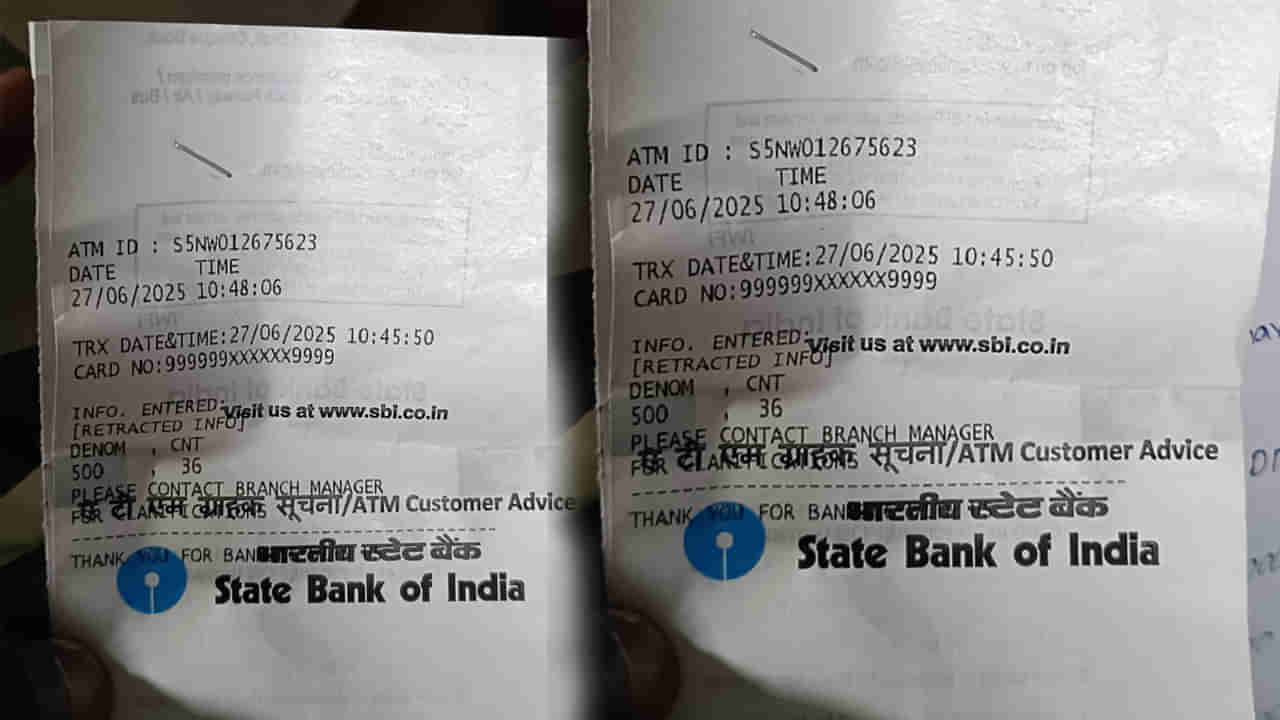 ATM ID : S5NW012675623
DATE TIME
27/06/2025 10:48:06
TRX DATE&TIME:27/06/2025 10:45:50
CARD NO:999999XXXXXX9999
INFO. ENTERED:
Visit us at www.sbi.co.in
[RETRACTED INFO]
DENOM , CNT
500 , 36
PLEASE CONTACT BRANCH MANAGER
ए टी एम ग्राहक सूचना/ATM Customer Advice
FOR CLARIFICATIONS
THANK YOU FOR
भारतीय स्टेट बैंक
State Bank of India
ATM ID : S5NW012675623
DATE TIME
27/06/2025 10:48:06
TRX DATE&TIME:27/06/2025 10:45:50
CARD NO:999999XXXXXX9999
INFO. ENTERED:
Visit us at www.sbi.co.in
[RETRACTED INFO]
DENOM , CNT
500 , 36
PLEASE CONTACT BRANCH MANAGER
ए टी एम ग्राहक सूचना/ATM Customer Advice
FOR CLARIFICATIONS
THANK YOU FOR
भारतीय स्टेट बैंक
State Bank of India